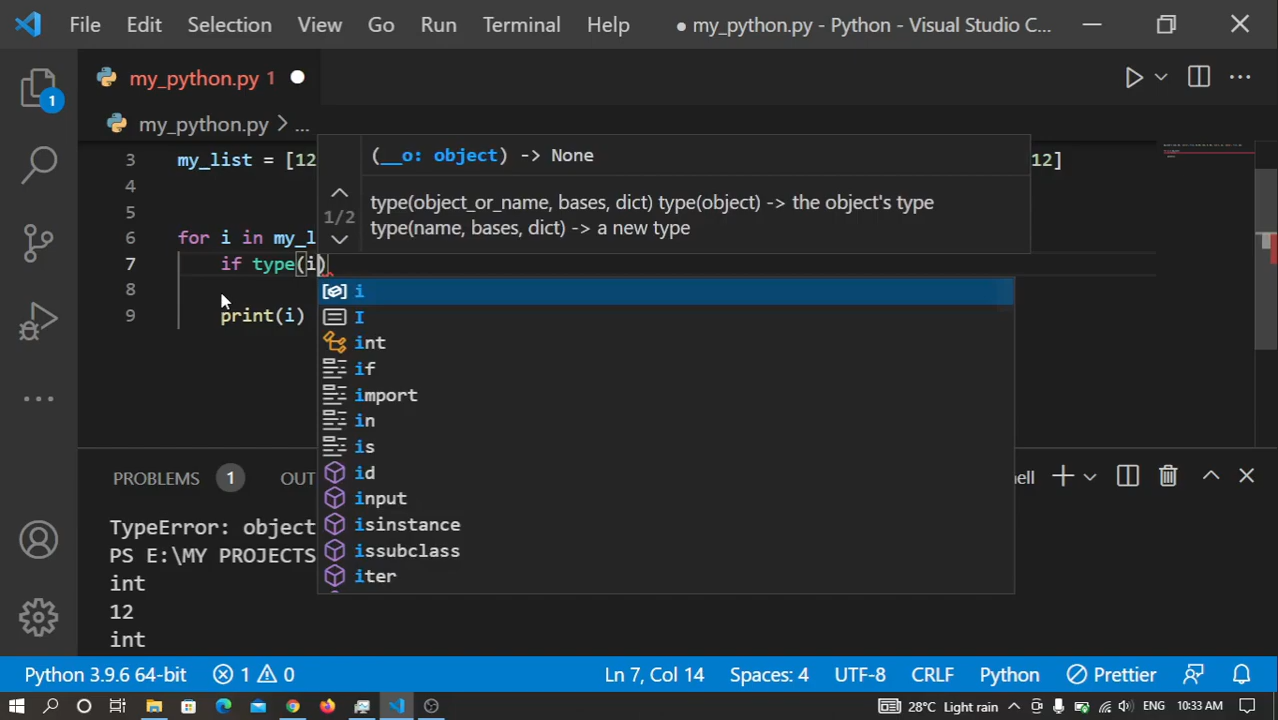 File Edit Selection View Go Run Terminal Help ● my_python.py - Python - Visual Studio C...
my_python.py 1
my_python.py > ...
3 my_list = [12 12]
4
5
6 for i in my_l
7 if type(i)
8
9 print(i)
(__o: object) -> None
1/2
type(object_or_name, bases, dict) type(object) -> the object's type
type(name, bases, dict) -> a new type
i
I
int
if
import
in
is
id
input
isinstance
issubclass
iter
1
PROBLEMS 1 OUT ell
TypeError: object
PS E:\MY PROJECTS
int
12
int
Python 3.9.6 64-bit 1 0 Ln 7, Col 14 Spaces: 4 UTF-8 CRLF Python Prettier
28°C Light rain ENG 10:33 AM